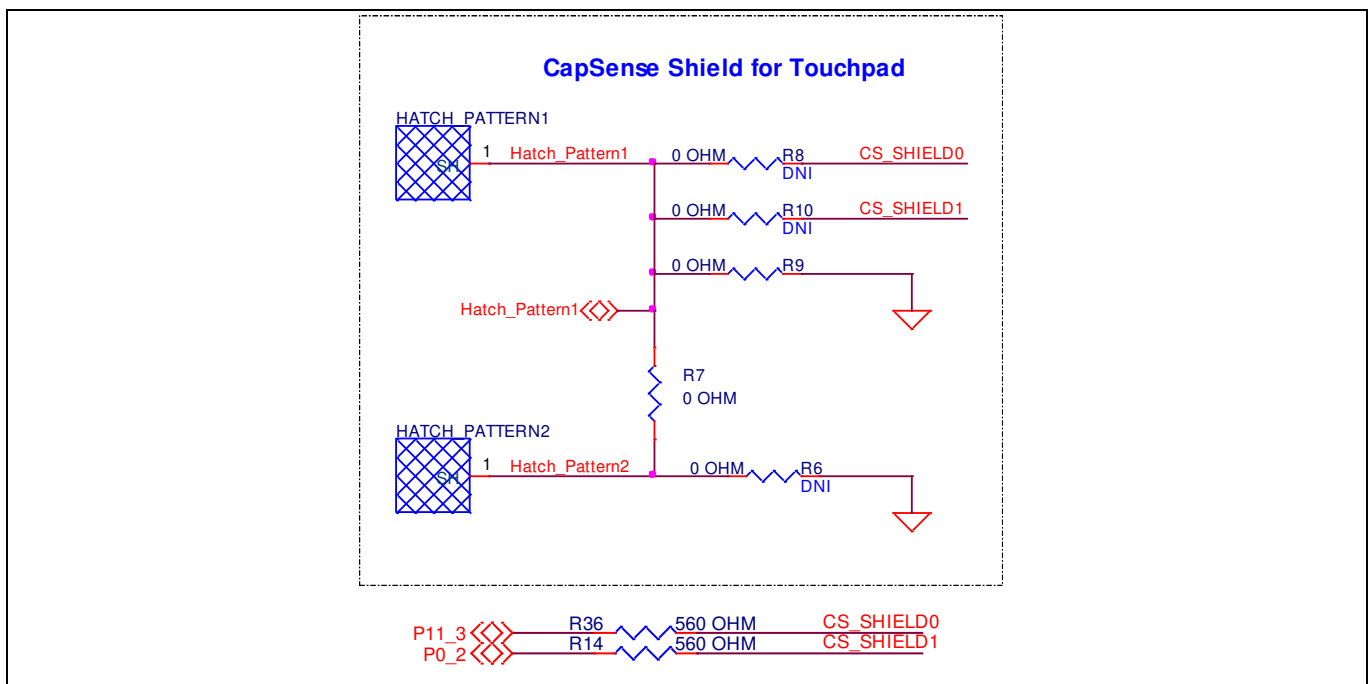 CapSense Shield for Touchpad
HATCH_PATTERN1
SH
1
Hatch_Pattern1
0 OHM
R8
DNI
CS_SHIELD0
0 OHM
R10
DNI
CS_SHIELD1
0 OHM
R9
Hatch_Pattern1
R7
0 OHM
HATCH_PATTERN2
SH
1
Hatch_Pattern2
0 OHM
R6
DNI
P11_3
R36
560 OHM
CS_SHIELD0
P0_2
R14
560 OHM
CS_SHIELD1